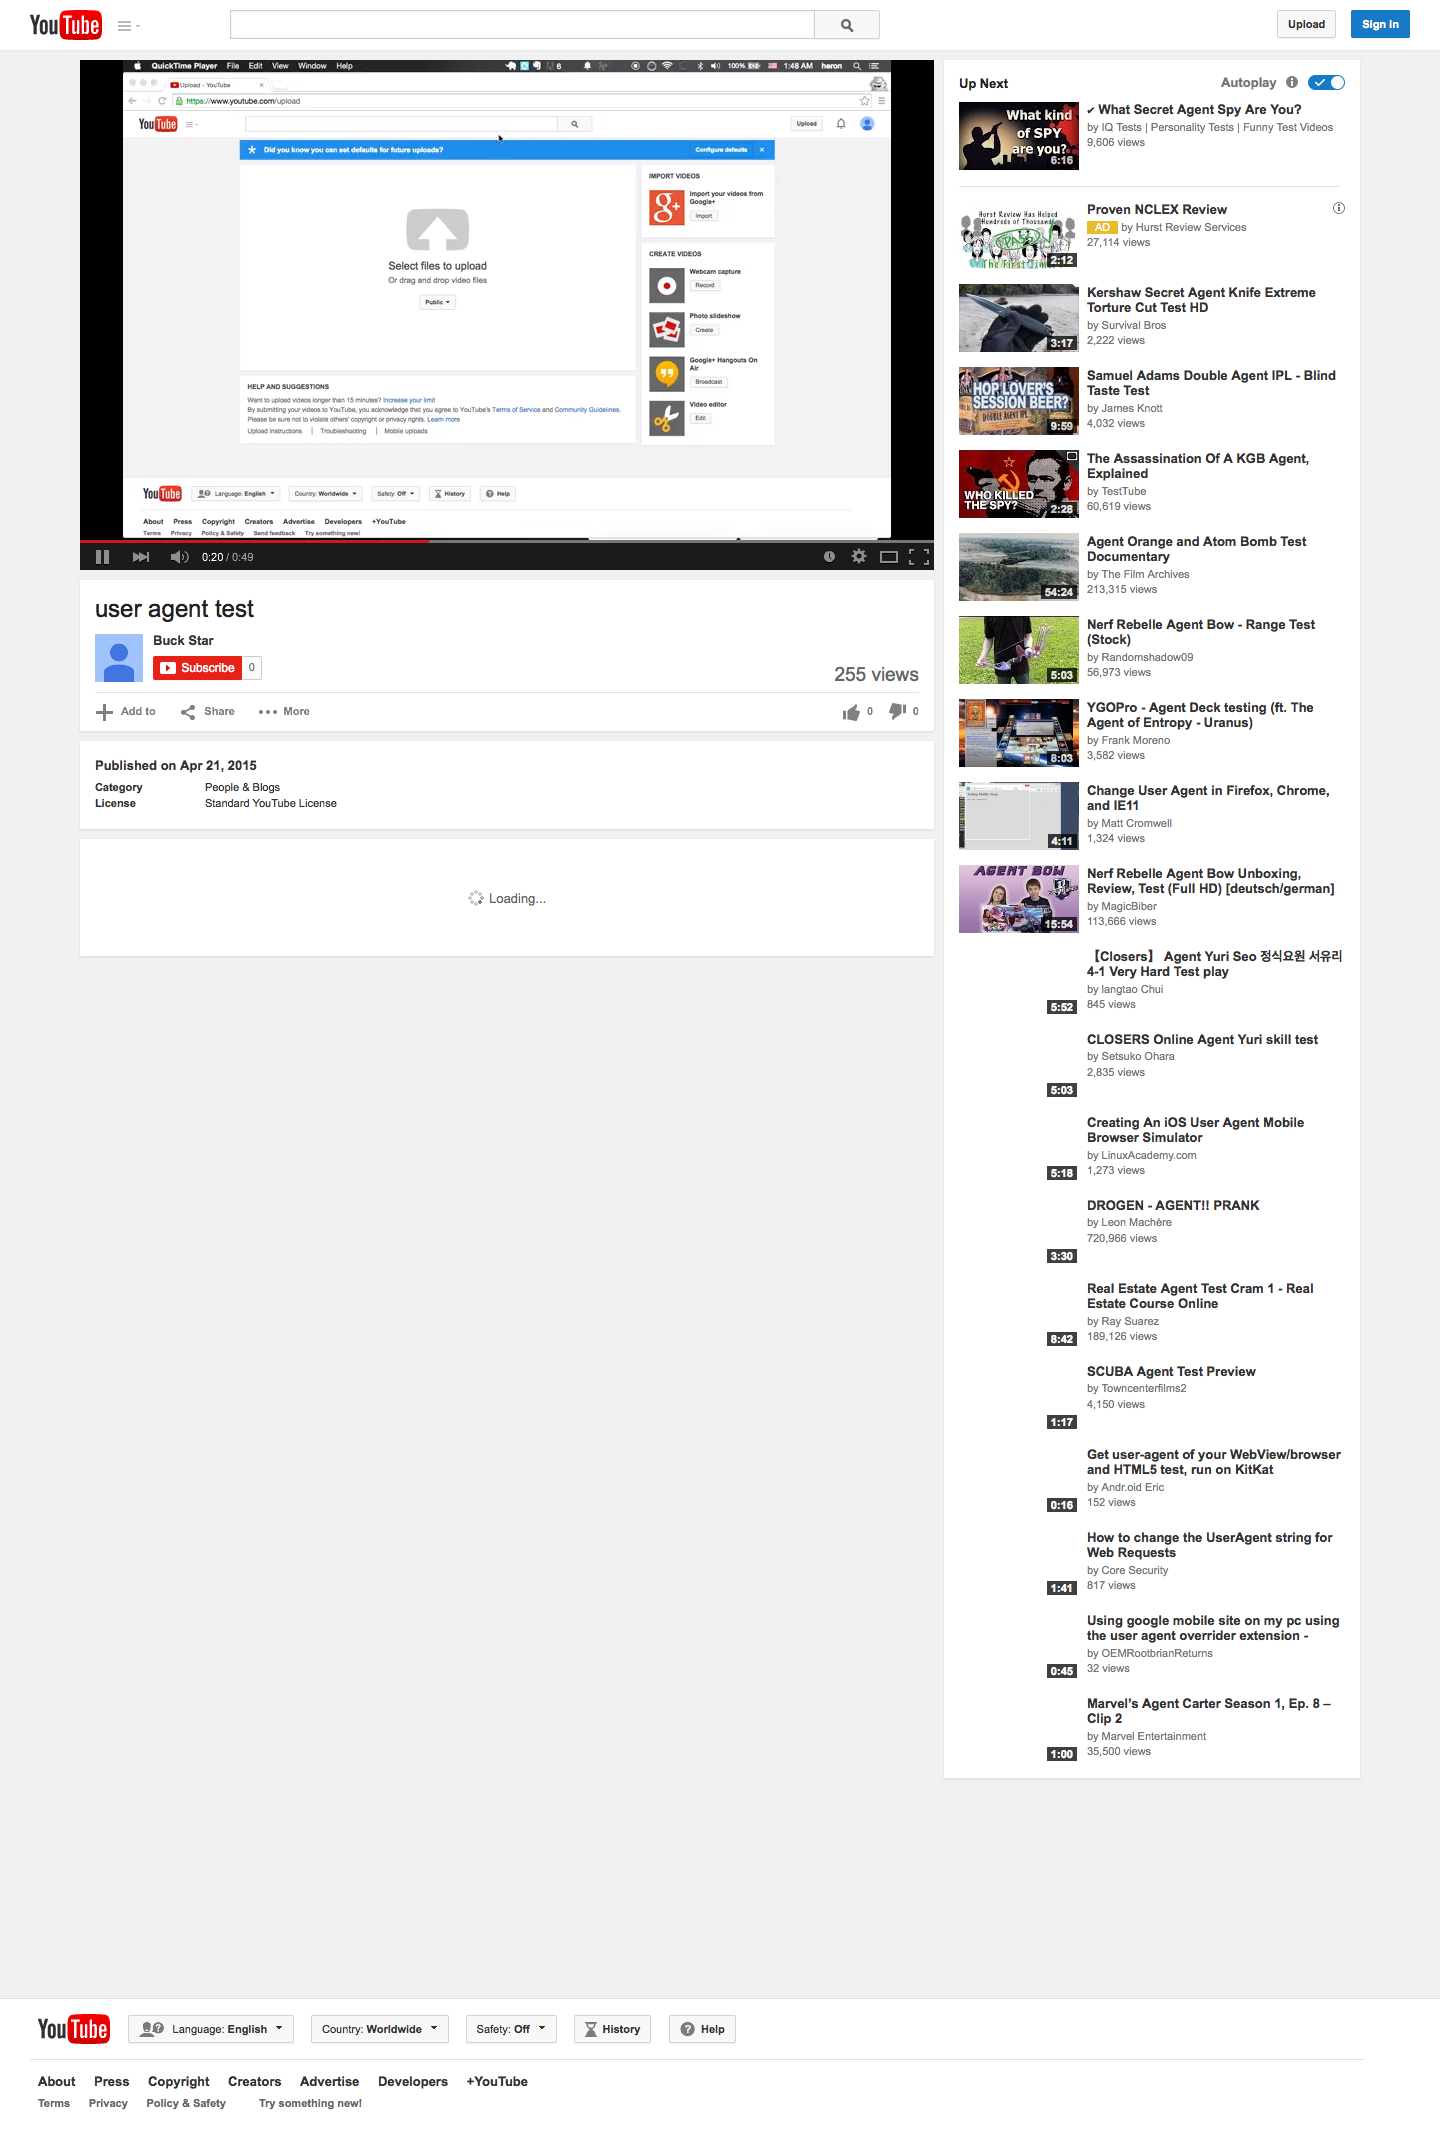 YouTube
Upload
Sign in
QuickTime Player File Edit View Window Help
6
100%
1:48 AM heron
Upload - YouTube
https://www.youtube.com/upload
YouTube
Upload
Did you know you can set defaults for future uploads?
Configure defaults
Select files to upload
Or drag and drop video files
Public
IMPORT VIDEOS
Import your videos from
Google+
Import
CREATE VIDEOS
Webcam capture
Record
Photo slideshow
Create
Google+ Hangouts On
Air
Broadcast
Video editor
Edit
HELP AND SUGGESTIONS
Want to upload videos longer than 15 minutes? Increase your limit
By submitting your videos to YouTube, you acknowledge that you agree to YouTube's Terms of Service and Community Guidelines.
Please be sure not to violate others' copyright or privacy rights. Learn more
Upload instructions | Troubleshooting | Mobile uploads
YouTube
Language: English
Country: Worldwide
Safety: Off
History
Help
About Press Copyright Creators Advertise Developers +YouTube
Terms Privacy Policy & Safety Send feedback Try something new!
0:20 / 0:49
user agent test
Buck Star
Subscribe 0
255 views
Add to
Share
More
0 0
Published on Apr 21, 2015
Category People & Blogs
License Standard YouTube License
Loading...
Up Next
Autoplay
What kind
of SPY
are you?
6:16
✔ What Secret Agent Spy Are You?
by IQ Tests | Personality Tests | Funny Test Videos
9,606 views
Hurst Review Has Helped
Hundreds of Thousands
PASS
The First Time
2:12
Proven NCLEX Review
AD by Hurst Review Services
27,114 views
3:17
Kershaw Secret Agent Knife Extreme
Torture Cut Test HD
by Survival Bros
2,222 views
HOP LOVER'S
SESSION BEER?
DOUBLE AGENT IPL
9:59
Samuel Adams Double Agent IPL - Blind
Taste Test
by James Knott
4,032 views
WHO KILLED
THE SPY?
2:28
The Assassination Of A KGB Agent,
Explained
by TestTube
60,619 views
54:24
Agent Orange and Atom Bomb Test
Documentary
by The Film Archives
213,315 views
5:03
Nerf Rebelle Agent Bow - Range Test
(Stock)
by Randomshadow09
56,973 views
8:03
YGOPro - Agent Deck testing (ft. The
Agent of Entropy - Uranus)
by Frank Moreno
3,582 views
4:11
Change User Agent in Firefox, Chrome,
and IE11
by Matt Cromwell
1,324 views
AGENT BOW
15:54
Nerf Rebelle Agent Bow Unboxing,
Review, Test (Full HD) [deutsch/german]
by MagicBiber
113,666 views
5:52
【Closers】 Agent Yuri Seo 정식요원 서유리
4-1 Very Hard Test play
by langtao Chui
845 views
5:03
CLOSERS Online Agent Yuri skill test
by Setsuko Ohara
2,835 views
5:18
Creating An iOS User Agent Mobile
Browser Simulator
by LinuxAcademy.com
1,273 views
3:30
DROGEN - AGENT!! PRANK
by Leon Machère
720,966 views
8:42
Real Estate Agent Test Cram 1 - Real
Estate Course Online
by Ray Suarez
189,126 views
1:17
SCUBA Agent Test Preview
by Towncenterfilms2
4,150 views
0:16
Get user-agent of your WebView/browser
and HTML5 test, run on KitKat
by Andr.oid Eric
152 views
1:41
How to change the UserAgent string for
Web Requests
by Core Security
817 views
0:45
Using google mobile site on my pc using
the user agent overrider extension -
by OEMRootbrianReturns
32 views
1:00
Marvel's Agent Carter Season 1, Ep. 8 –
Clip 2
by Marvel Entertainment
35,500 views
YouTube
Language: English
Country: Worldwide
Safety: Off
History
Help
About Press Copyright Creators Advertise Developers +YouTube
Terms Privacy Policy & Safety Try something new!